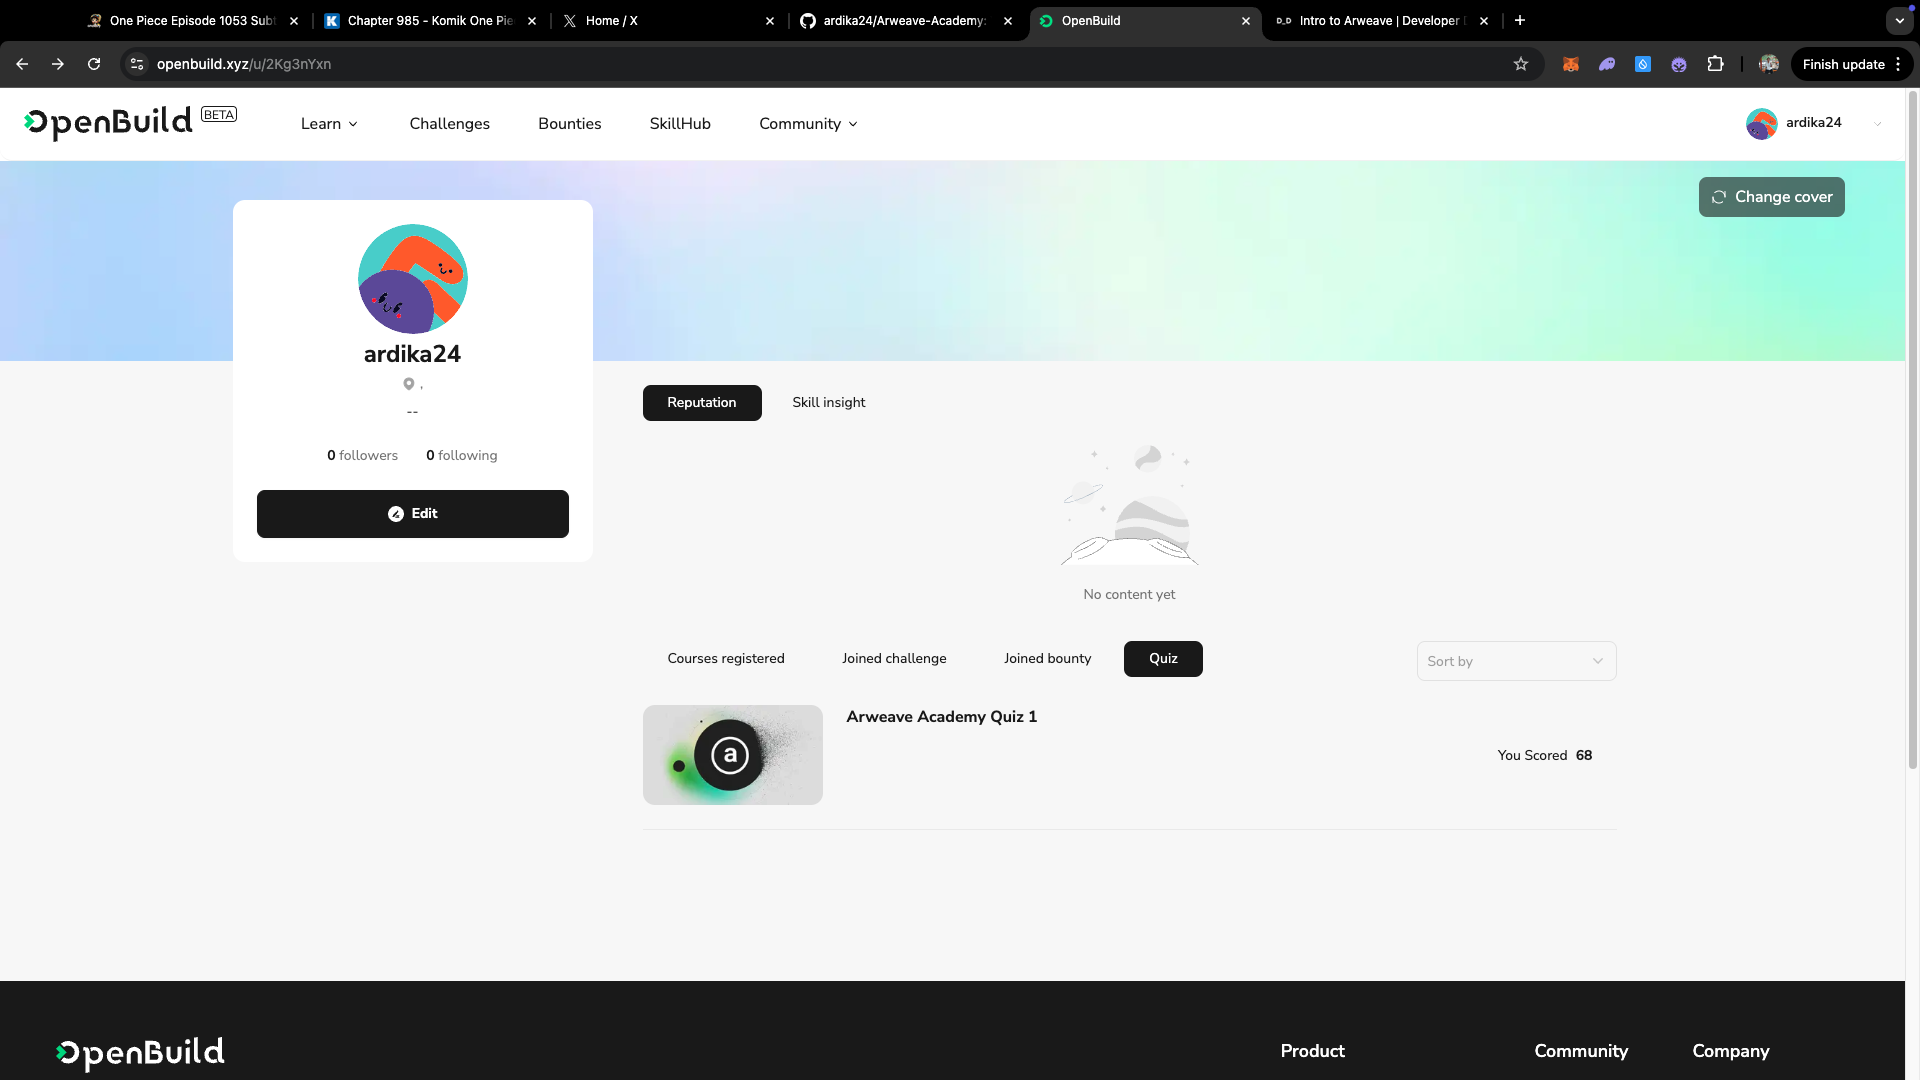 One Piece Episode 1053 Subt
Chapter 985 - Komik One Pie
Home / X
ardika24/Arweave-Academy:
OpenBuild
Intro to Arweave | Developer
openbuild.xyz/u/2Kg3nYxn
Finish update
OpenBuild BETA
Learn
Challenges
Bounties
SkillHub
Community
ardika24
Change cover
ardika24
,
--
0 followers
0 following
Edit
Reputation
Skill insight
No content yet
Courses registered
Joined challenge
Joined bounty
Quiz
Sort by
a
Arweave Academy Quiz 1
You Scored 68
OpenBuild
Product
Community
Company